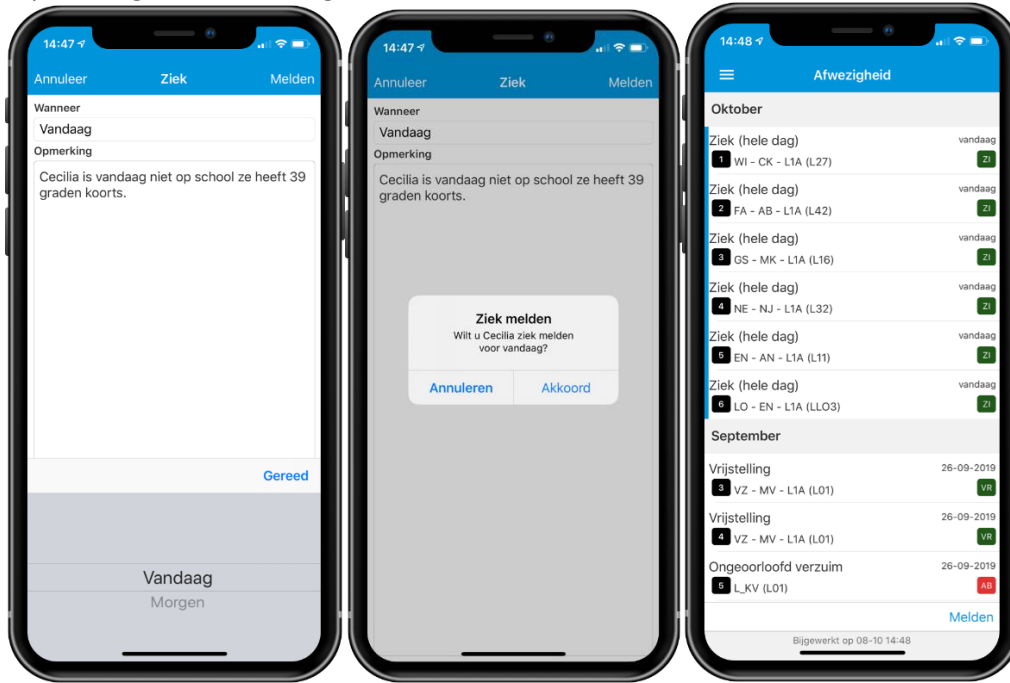 14:47
Annuleer Ziek Melden
Wanneer
Vandaag
Opmerking
Cecilia is vandaag niet op school ze heeft 39
graden koorts.
Gereed
Vandaag
Morgen
14:47
Annuleer Ziek Melden
Wanneer
Vandaag
Opmerking
Cecilia is vandaag niet op school ze heeft 39
graden koorts.
Ziek melden
Wilt u Cecilia ziek melden
voor vandaag?
Annuleren Akkoord
14:48
Afwezigheid
Oktober
Ziek (hele dag) vandaag
1 WI - CK - L1A (L27) ZI
Ziek (hele dag) vandaag
2 FA - AB - L1A (L42) ZI
Ziek (hele dag) vandaag
3 GS - MK - L1A (L16) ZI
Ziek (hele dag) vandaag
4 NE - NJ - L1A (L32) ZI
Ziek (hele dag) vandaag
5 EN - AN - L1A (L11) ZI
Ziek (hele dag) vandaag
6 LO - EN - L1A (LLO3) ZI
September
Vrijstelling 26-09-2019
3 VZ - MV - L1A (L01) VR
Vrijstelling 26-09-2019
4 VZ - MV - L1A (L01) VR
Ongeoorloofd verzuim 26-09-2019
5 L_KV (L01) AB
Melden
Bijgewerkt op 08-10 14:48